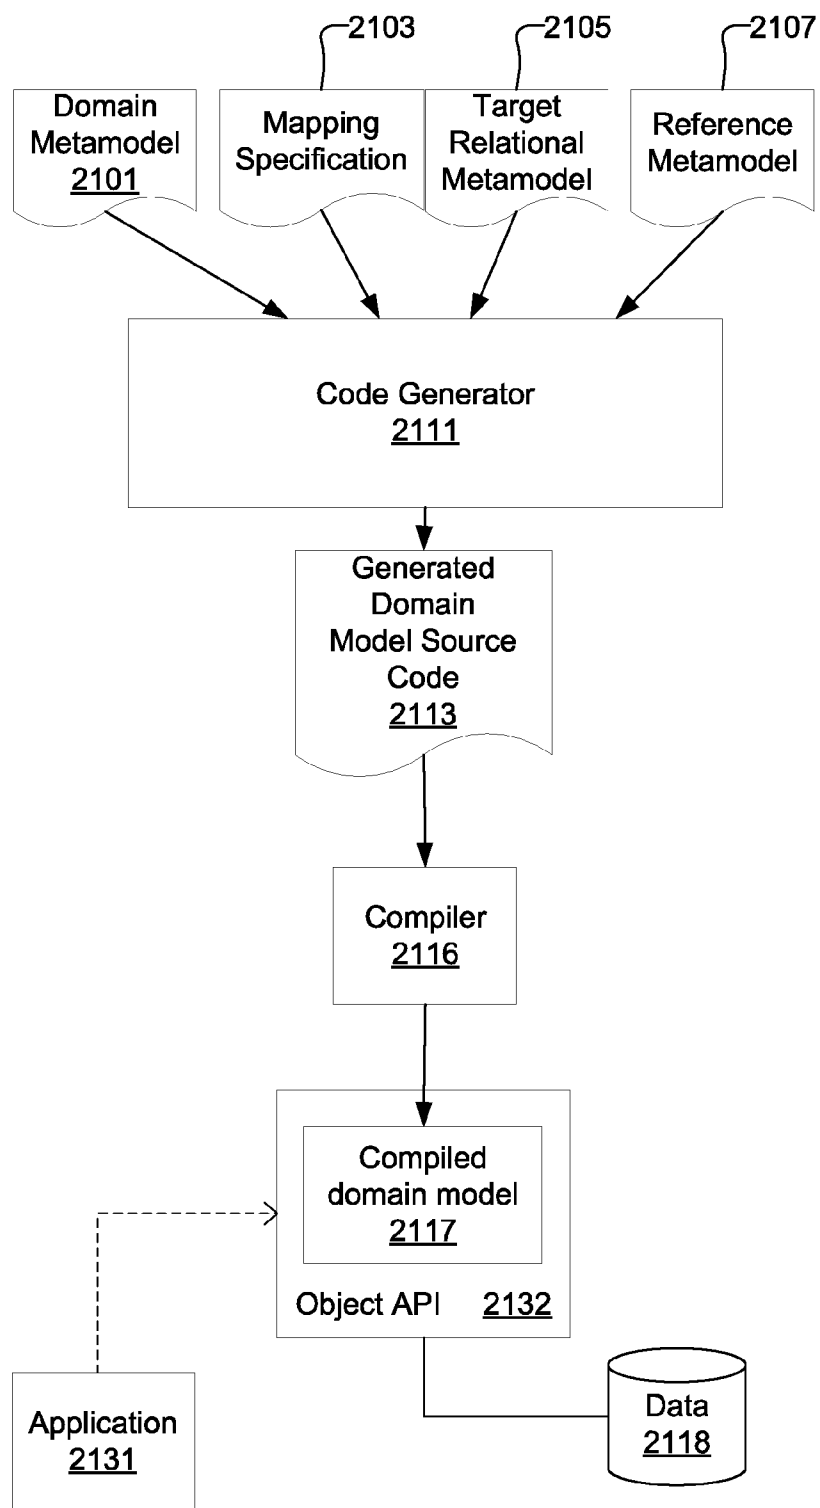 2103
2105
2107
Domain
Metamodel
2101
Mapping
Specification
Target
Relational
Metamodel
Reference
Metamodel
Code Generator
2111
Generated
Domain
Model Source
Code
2113
Compiler
2116
Compiled
domain model
2117
Object API 2132
Application
2131
Data
2118